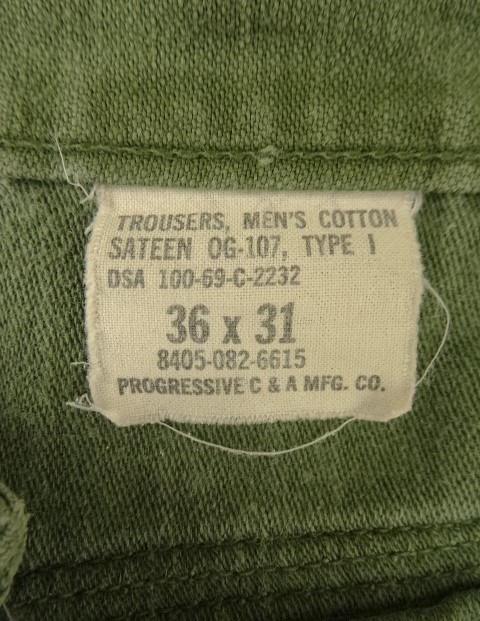 TROUSERS, MEN'S COTTON
SATEEN OG-107, TYPE I
DSA 100-69-C-2232
36 x 31
8405-082-6615
PROGRESSIVE C & A MFG. CO.